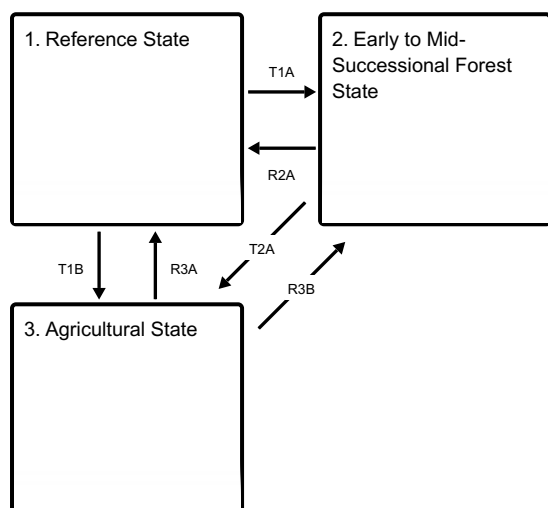 1. Reference State
2. Early to Mid-
Successional Forest
State
T1A
R2A
T1B
R3A
T2A
R3B
3. Agricultural State